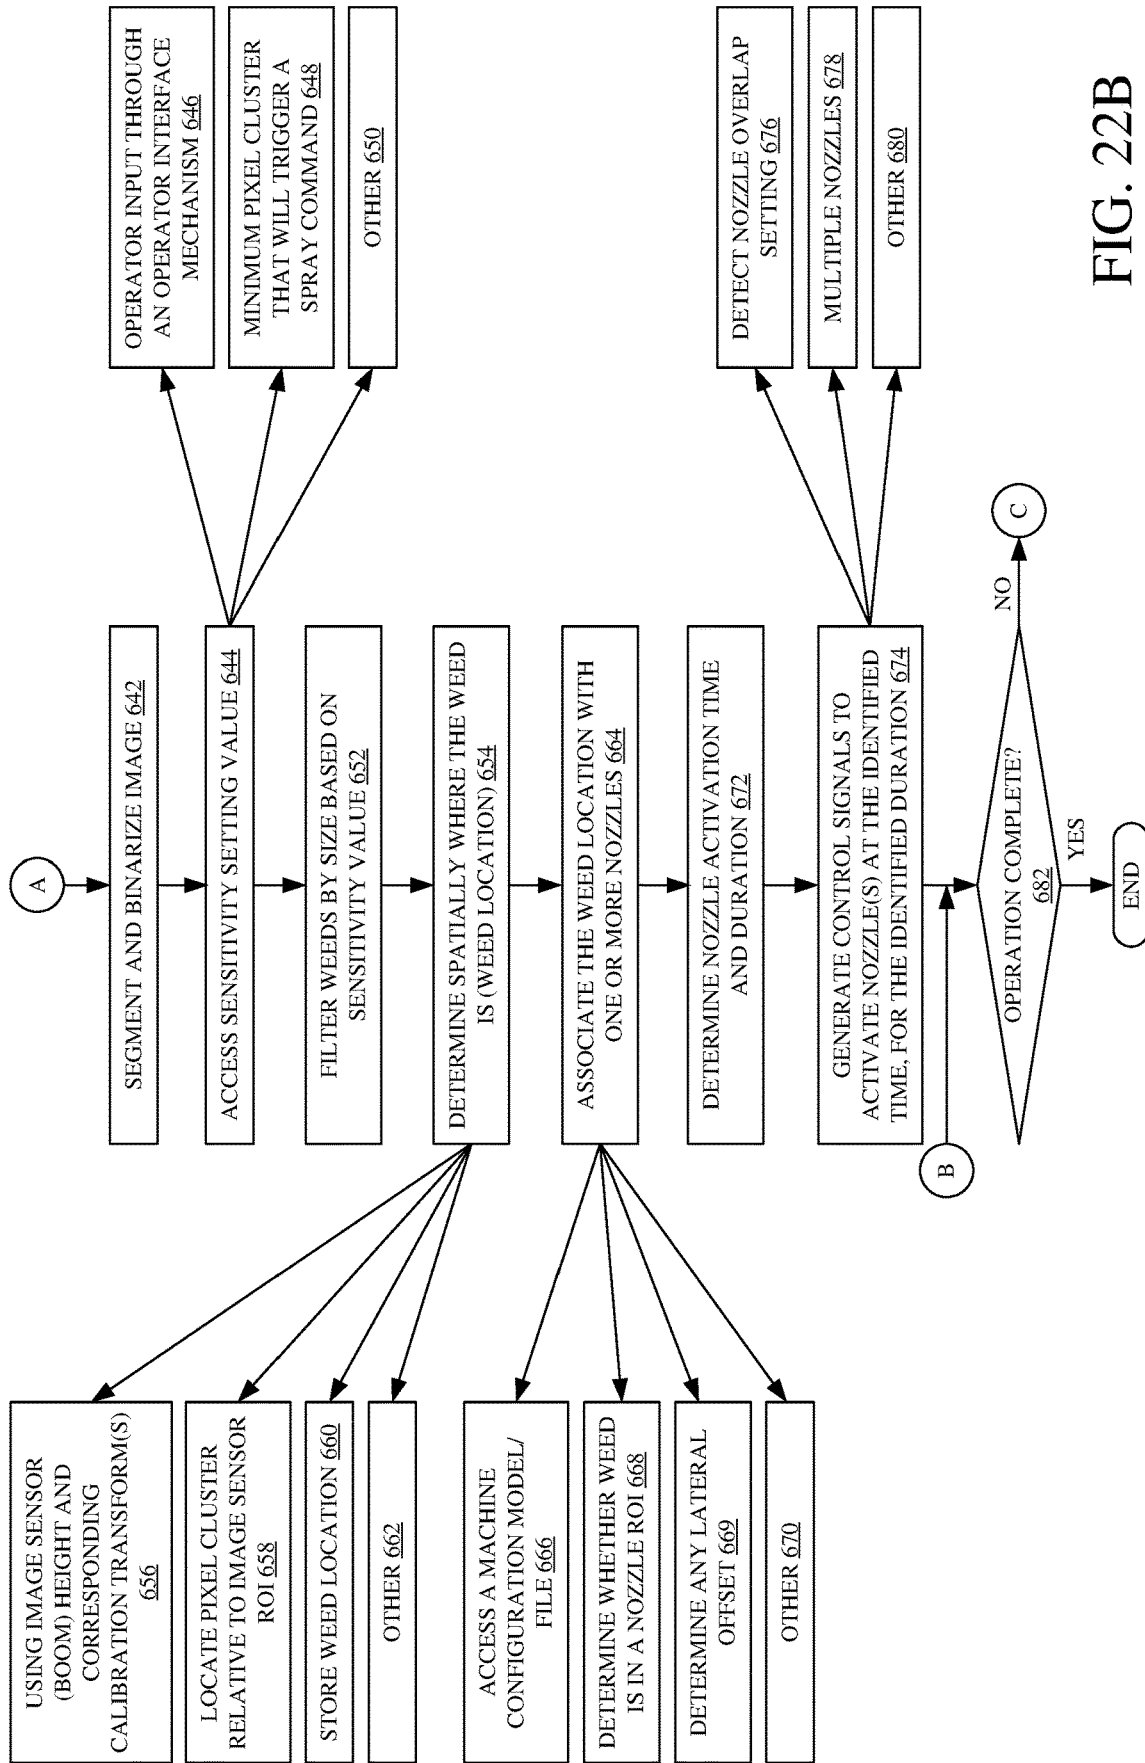 A
SEGMENT AND BINARIZE IMAGE 642
ACCESS SENSITIVITY SETTING VALUE 644
OPERATOR INPUT THROUGH
AN OPERATOR INTERFACE
MECHANISM 646
MINIMUM PIXEL CLUSTER
THAT WILL TRIGGER A
SPRAY COMMAND 648
OTHER 650
FILTER WEEDS BY SIZE BASED ON
SENSITIVITY VALUE 652
DETERMINE SPATIALLY WHERE THE WEED
IS (WEED LOCATION) 654
USING IMAGE SENSOR
(BOOM) HEIGHT AND
CORRESPONDING
CALIBRATION TRANSFORM(S)
656
LOCATE PIXEL CLUSTER
RELATIVE TO IMAGE SENSOR
ROI 658
STORE WEED LOCATION 660
OTHER 662
ASSOCIATE THE WEED LOCATION WITH
ONE OR MORE NOZZLES 664
ACCESS A MACHINE
CONFIGURATION MODEL/
FILE 666
DETERMINE WHETHER WEED
IS IN A NOZZLE ROI 668
DETERMINE ANY LATERAL
OFFSET 669
OTHER 670
DETERMINE NOZZLE ACTIVATION TIME
AND DURATION 672
GENERATE CONTROL SIGNALS TO
ACTIVATE NOZZLE(S) AT THE IDENTIFIED
TIME, FOR THE IDENTIFIED DURATION 674
DETECT NOZZLE OVERLAP
SETTING 676
MULTIPLE NOZZLES 678
OTHER 680
B
OPERATION COMPLETE?
682
NO
C
YES
END
FIG. 22B